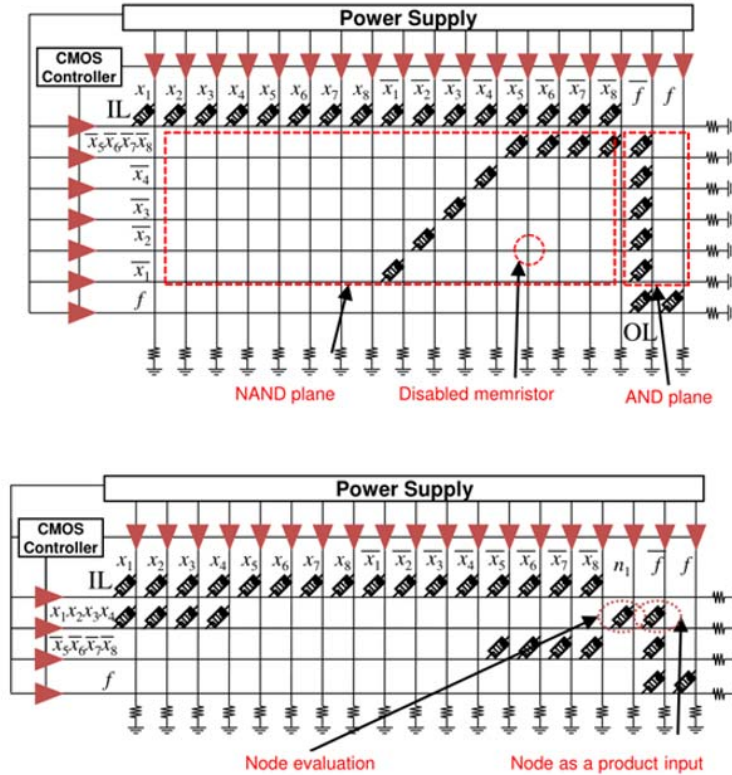 Power Supply
CMOS
Controller
x₁ x₂ x₃ x₄ x₅ x₆ x₇ x₈ x̅₁ x̅₂ x̅₃ x̅₄ x̅₅ x̅₆ x̅₇ x̅₈ f̅ f
IL
x̅₅x̅₆x̅₇x̅₈
x̅₄
x̅₃
x̅₂
x̅₁
f
OL
NAND plane Disabled memristor AND plane
Power Supply
CMOS
Controller
x₁ x₂ x₃ x₄ x₅ x₆ x₇ x₈ x̅₁ x̅₂ x̅₃ x̅₄ x̅₅ x̅₆ x̅₇ x̅₈ n₁ f̅ f
IL
x₁x₂x₃x₄
x̅₅x̅₆x̅₇x̅₈
f
Node evaluation Node as a product input